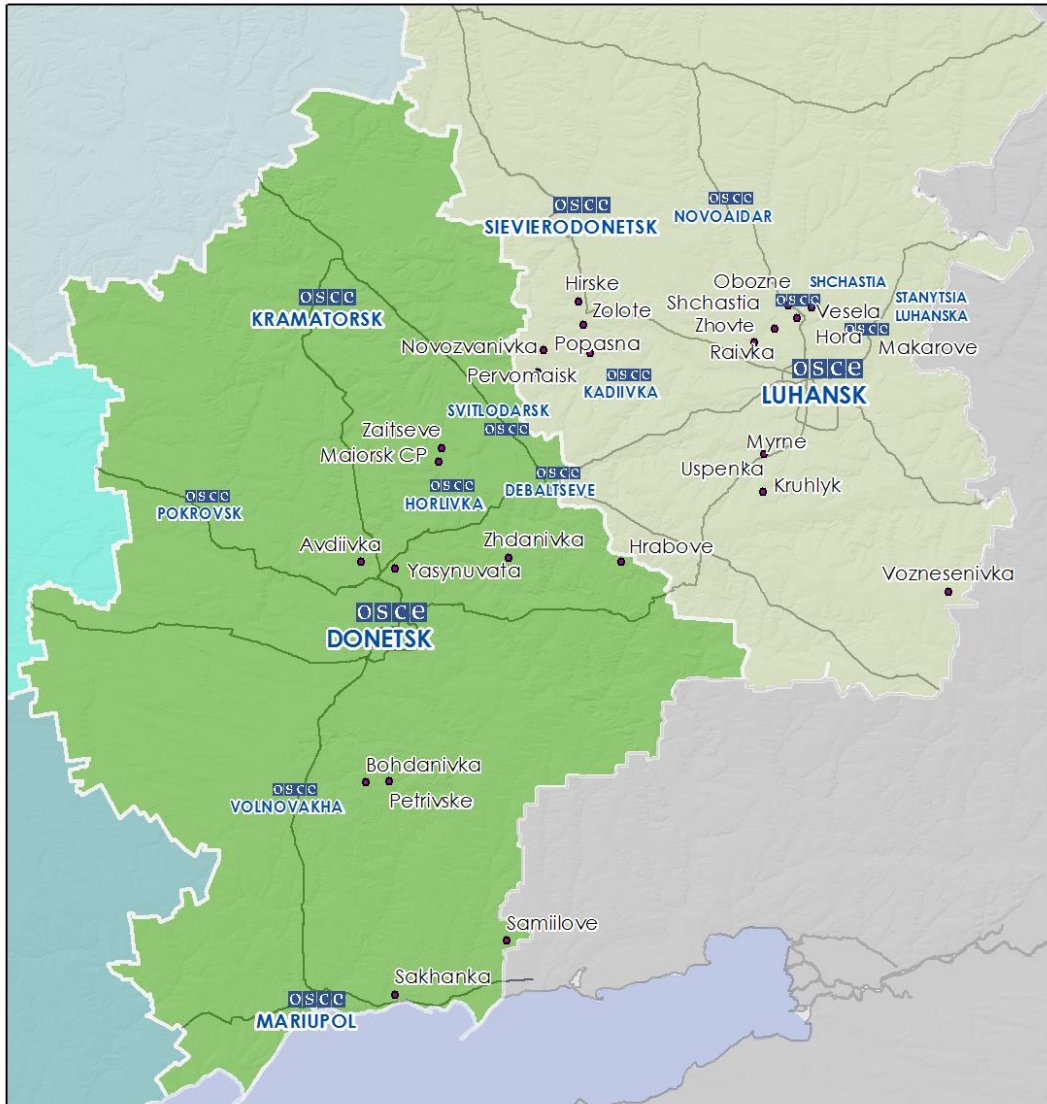 OSCE
SIEVIERODONETSK
OSCE
NOVOAIDAR
Hirske
Zolote
Obozne
SHCHASTIA
Shchastia
OSCE
Vesela
Hora
STANYTSIA
LUHANSKA
OSCE
Makarove
Zhovte
Raivka
OSCE
LUHANSK
OSCE
KRAMATORSK
Novozvanivka
Popasna
Pervomaisk
OSCE
KADIIVKA
SVITLODARSK
OSCE
Zaitseve
Maiorsk CP
OSCE
HORLIVKA
OSCE
DEBALTSEVE
Myrne
Uspenka
Kruhlyk
OSCE
POKROVSK
Avdiivka
Yasynuvata
Zhdanivka
Hrabove
Voznesenivka
OSCE
DONETSK
Bohdanivka
Petrivske
OSCE
VOLNOVAKHA
Samiilove
Sakhanka
OSCE
MARIUPOL